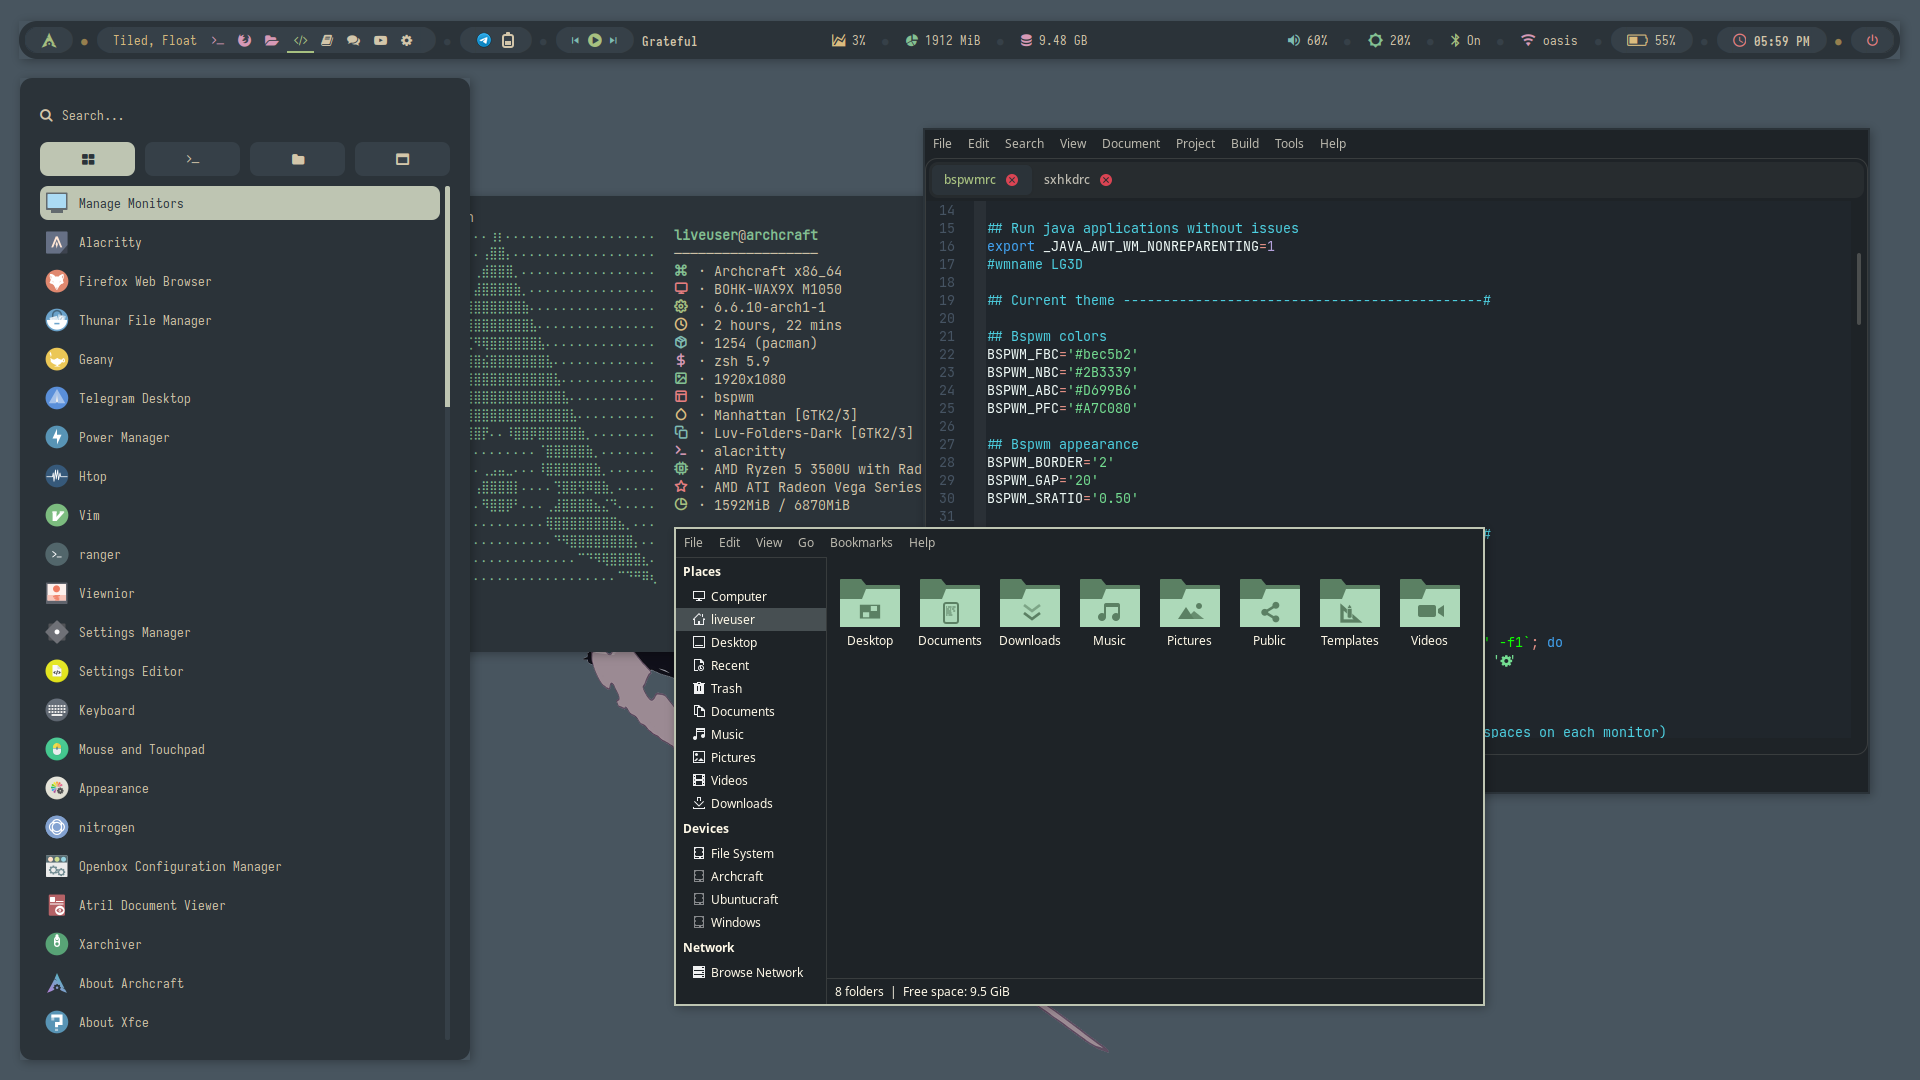 Tiled, Float
Grateful
3%
1912 MiB
9.48 GB
60%
20%
On
oasis
55%
05:59 PM
Search...
Manage Monitors
Alacritty
Firefox Web Browser
Thunar File Manager
Geany
Telegram Desktop
Power Manager
Htop
Vim
ranger
Viewnior
Settings Manager
Settings Editor
Keyboard
Mouse and Touchpad
Appearance
nitrogen
Openbox Configuration Manager
Atril Document Viewer
Xarchiver
About Archcraft
About Xfce
liveuser@archcraft
· Archcraft x86_64
· BOHK-WAX9X M1050
· 6.6.10-arch1-1
· 2 hours, 22 mins
· 1254 (pacman)
· zsh 5.9
· 1920x1080
· bspwm
· Manhattan [GTK2/3]
· Luv-Folders-Dark [GTK2/3]
· alacritty
· AMD Ryzen 5 3500U with Rad
· AMD ATI Radeon Vega Series
· 1592MiB / 6870MiB
File Edit Search View Document Project Build Tools Help
bspwmrc sxhkdrc
14
15 ## Run java applications without issues
16 export _JAVA_AWT_WM_NONREPARENTING=1
17 #wmname LG3D
18
19 ## Current theme ---------------------------------------------#
20
21 ## Bspwm colors
22 BSPWM_FBC='#bec5b2'
23 BSPWM_NBC='#2B3339'
24 BSPWM_ABC='#D699B6'
25 BSPWM_PFC='#A7C080'
26
27 ## Bspwm appearance
28 BSPWM_BORDER='2'
29 BSPWM_GAP='20'
30 BSPWM_SRATIO='0.50'
31
#
' -f1`; do
''
spaces on each monitor)
File Edit View Go Bookmarks Help
Places
Computer
liveuser
Desktop
Recent
Trash
Documents
Music
Pictures
Videos
Downloads
Devices
File System
Archcraft
Ubuntucraft
Windows
Network
Browse Network
Desktop Documents Downloads Music Pictures Public Templates Videos
8 folders | Free space: 9.5 GiB